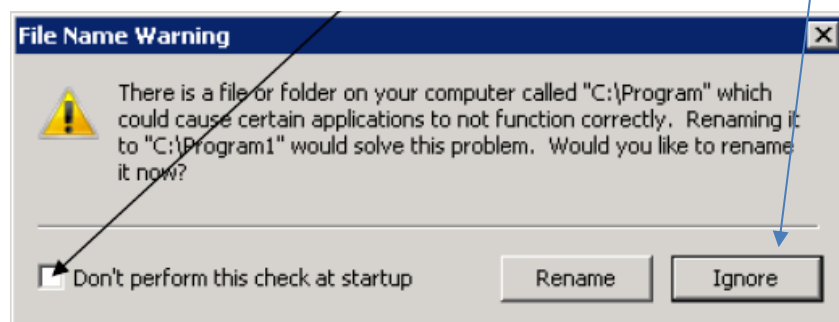 File Name Warning
There is a file or folder on your computer called "C:\Program" which
could cause certain applications to not function correctly.  Renaming it
to "C:\Program1" would solve this problem.  Would you like to rename
it now?
Don't perform this check at startup
Rename
Ignore